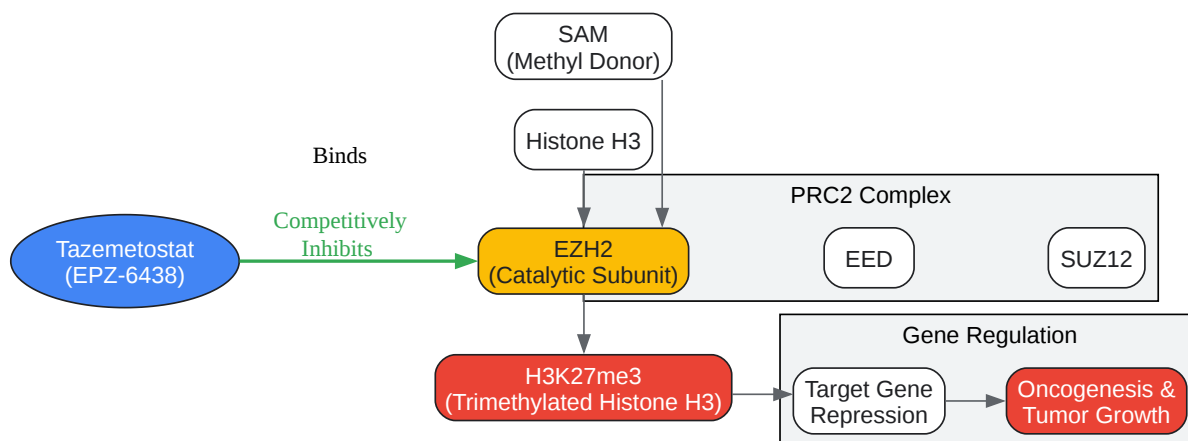 SAM
(Methyl Donor)
Histone H3
Binds
PRC2 Complex
Competitively
Inhibits
Tazemetostat
(EPZ-6438)
EZH2
(Catalytic Subunit)
EED
SUZ12
Gene Regulation
H3K27me3
(Trimethylated Histone H3)
Target Gene
Repression
Oncogenesis &
Tumor Growth